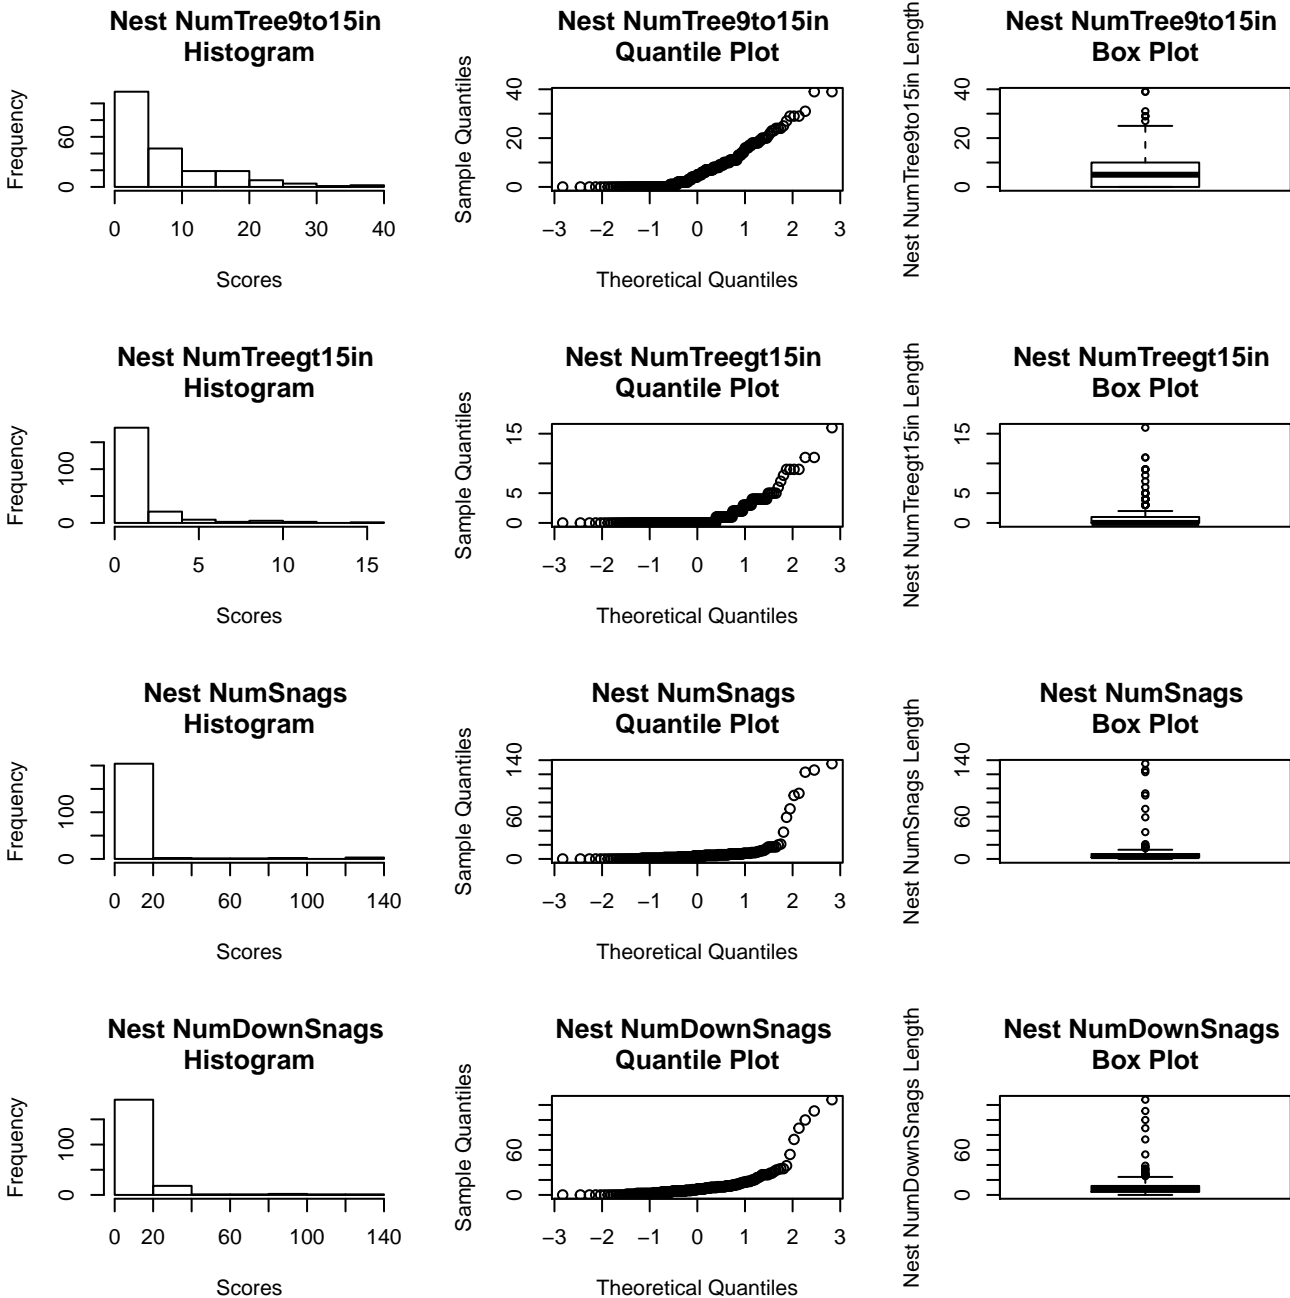 Nest NumTree9to15in
Histogram
Frequency
60
0
0 10 20 30 40
Scores
Nest NumTree9to15in
Quantile Plot
Sample Quantiles
40
20
0
−3 −2 −1 0 1 2 3
Theoretical Quantiles
Nest NumTree9to15in
Box Plot
Nest NumTree9to15in Length
40
20
0
Nest NumTreegt15in
Histogram
Frequency
100
0
0 5 10 15
Scores
Nest NumTreegt15in
Quantile Plot
Sample Quantiles
15
5
0
−3 −2 −1 0 1 2 3
Theoretical Quantiles
Nest NumTreegt15in
Box Plot
Nest NumTreegt15in Length
15
5
0
Nest NumSnags
Histogram
Frequency
100
0
0 20 60 100 140
Scores
Nest NumSnags
Quantile Plot
Sample Quantiles
140
60
0
−3 −2 −1 0 1 2 3
Theoretical Quantiles
Nest NumSnags
Box Plot
Nest NumSnags Length
140
60
0
Nest NumDownSnags
Histogram
Frequency
100
0
0 20 60 100 140
Scores
Nest NumDownSnags
Quantile Plot
Sample Quantiles
60
0
−3 −2 −1 0 1 2 3
Theoretical Quantiles
Nest NumDownSnags
Box Plot
Nest NumDownSnags Length
60
0